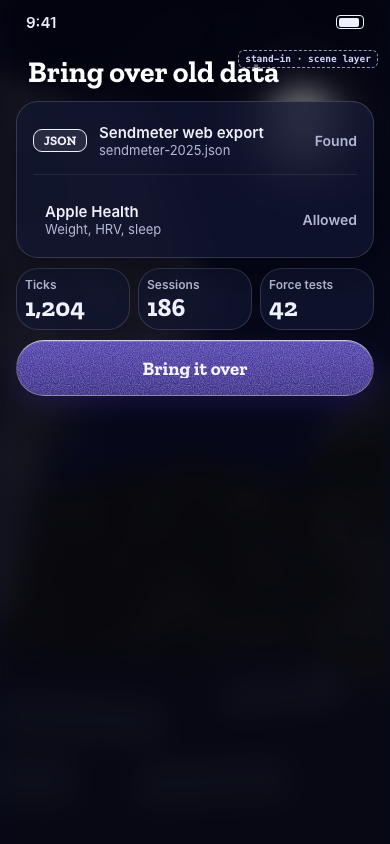 9:41
stand-in · scene layer
Bring over old data
JSON
Sendmeter web export
sendmeter-2025.json
Found
Apple Health
Weight, HRV, sleep
Allowed
Ticks
1,204
Sessions
186
Force tests
42
Bring it over